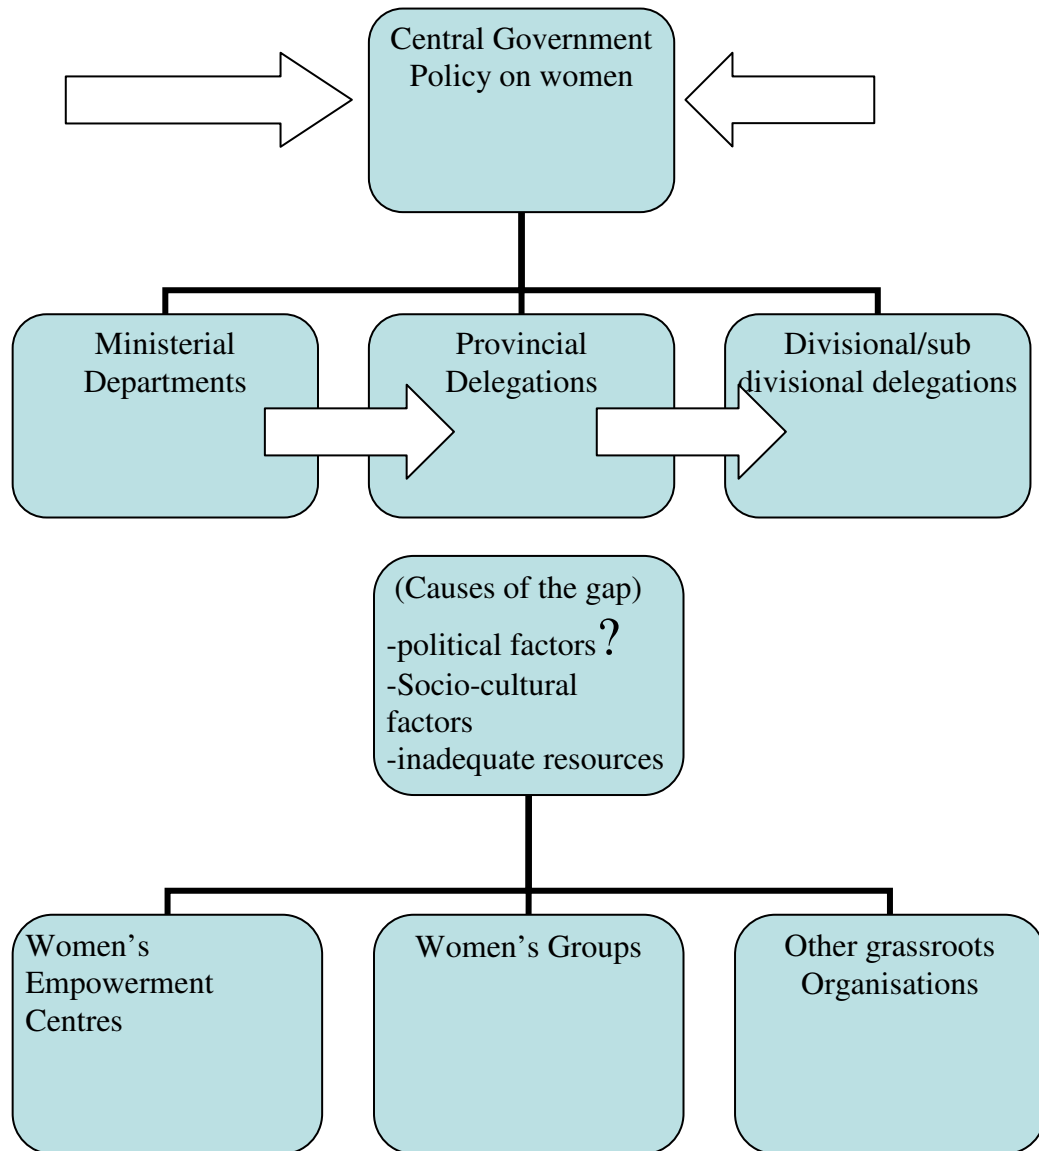 Central Government
Policy on women
Ministerial
Departments
Provincial
Delegations
Divisional/sub
divisional delegations
(Causes of the gap)
-political factors?
-Socio-cultural
factors
-inadequate resources
Women’s
Empowerment
Centres
Women’s Groups
Other grassroots
Organisations